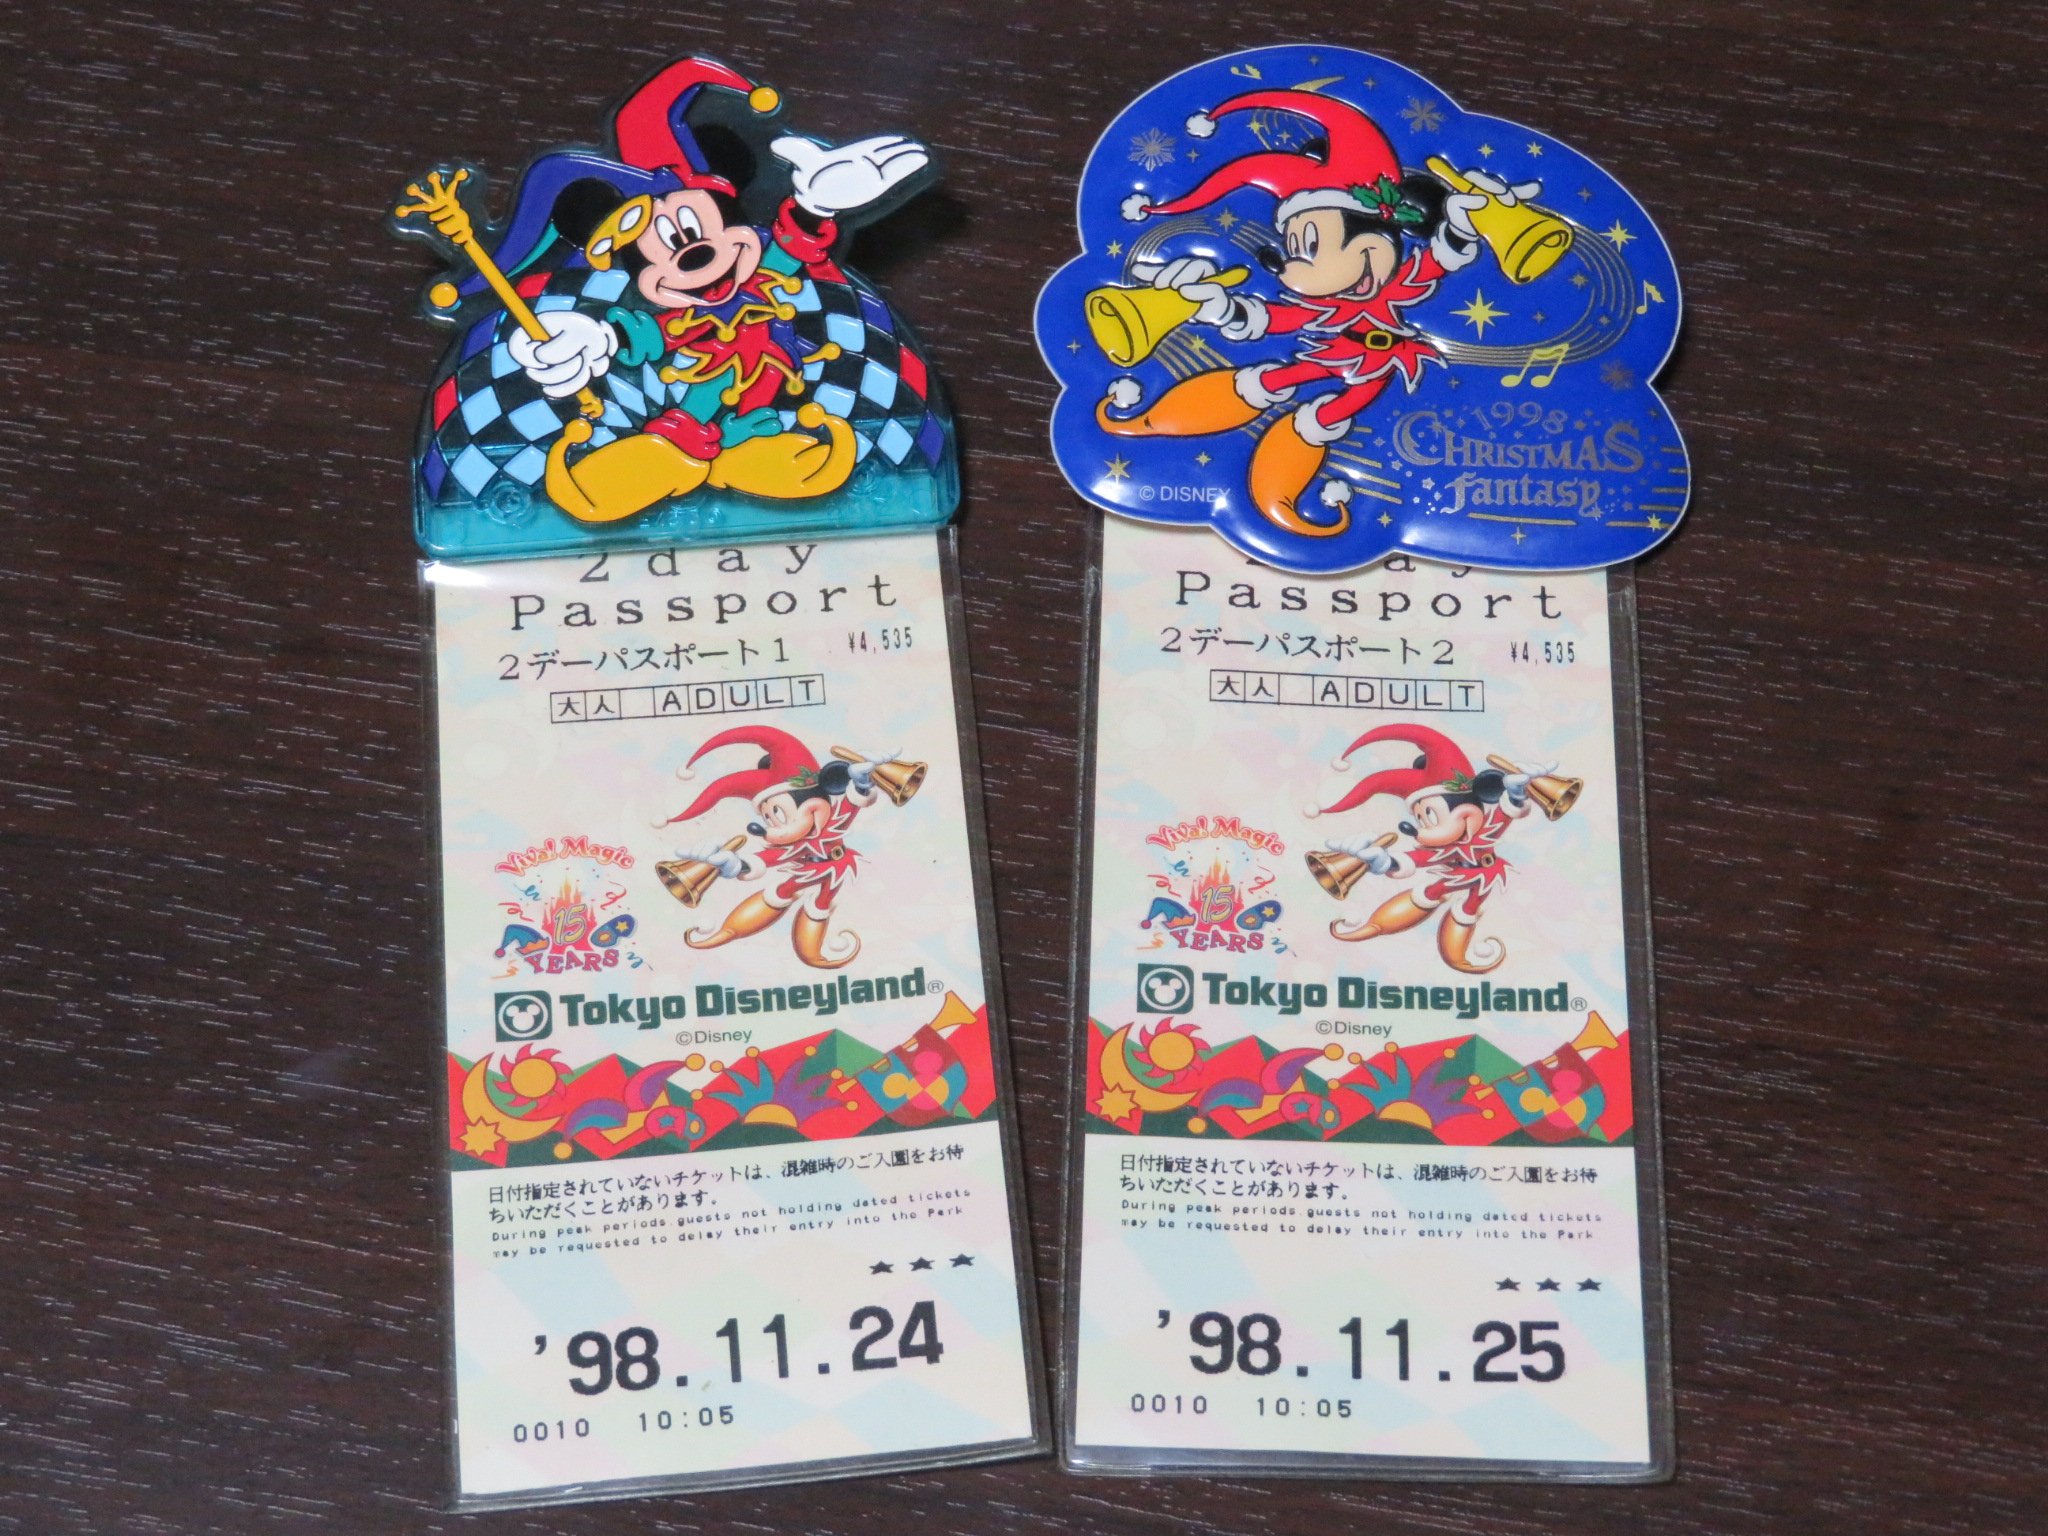 2day
Passport
2デーパスポート1 ¥4,535
大人 ADULT
Viva! Magic
15
YEARS
Tokyo Disneyland®
©Disney
日付指定されていないチケットは、混雑時のご入園をお待
ちいただくことがあります。
During peak periods.guests not holding dated tickets
may be requested to delay their entry into the Park
★ ★ ★
'98.11.24
0010 10:05
1998
CHRISTMAS
fantasy
© DISNEY
ay
Passport
2デーパスポート2 ¥4,535
大人 ADULT
Viva! Magic
15
YEARS
Tokyo Disneyland®
©Disney
日付指定されていないチケットは、混雑時のご入園をお待
ちいただくことがあります。
During peak periods.guests not holding dated tickets
may be requested to delay their entry into the Park
★ ★ ★
'98.11.25
0010 10:05